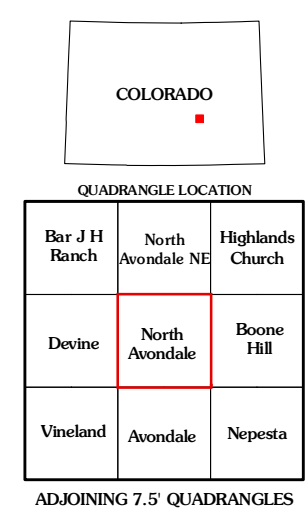 COLORADO
QUADRANGLE LOCATION
Bar J H
Ranch
North
Avondale NE
Highlands
Church
Devine
North
Avondale
Boone
Hill
Vineland
Avondale
Nepesta
ADJOINING 7.5' QUADRANGLES